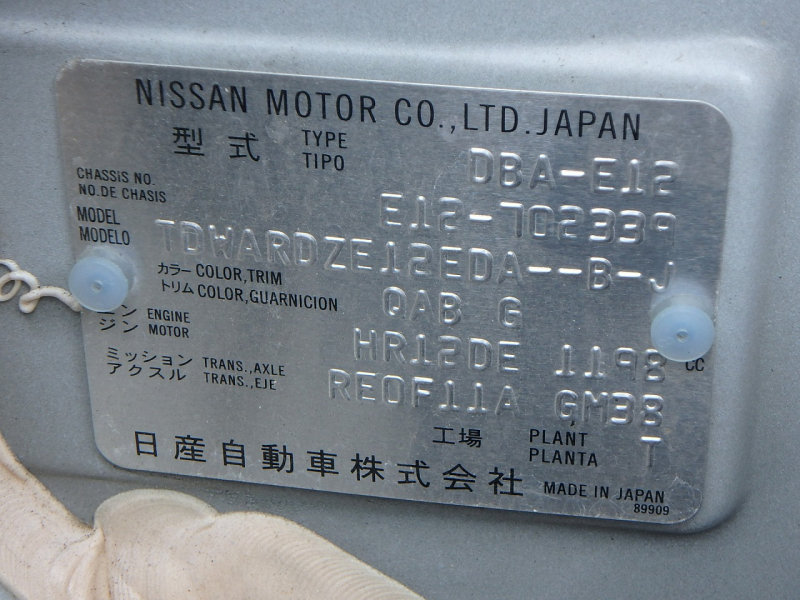 NISSAN MOTOR CO.,LTD. JAPAN
型式 TYPE TIPO DBA-E12
CHASSIS NO. NO.DE CHASIS E12-702339
MODEL MODELO TDWARDZE12EDA--B-J
カラー COLOR,TRIM
トリム COLOR,GUARNICION QAB G
ジン ENGINE MOTOR HR12DE 1198 CC
ミッション TRANS.,AXLE
アクスル TRANS.,EJE RE0F11A GM38
工場 PLANT PLANTA T
日産自動車株式会社 MADE IN JAPAN
89909